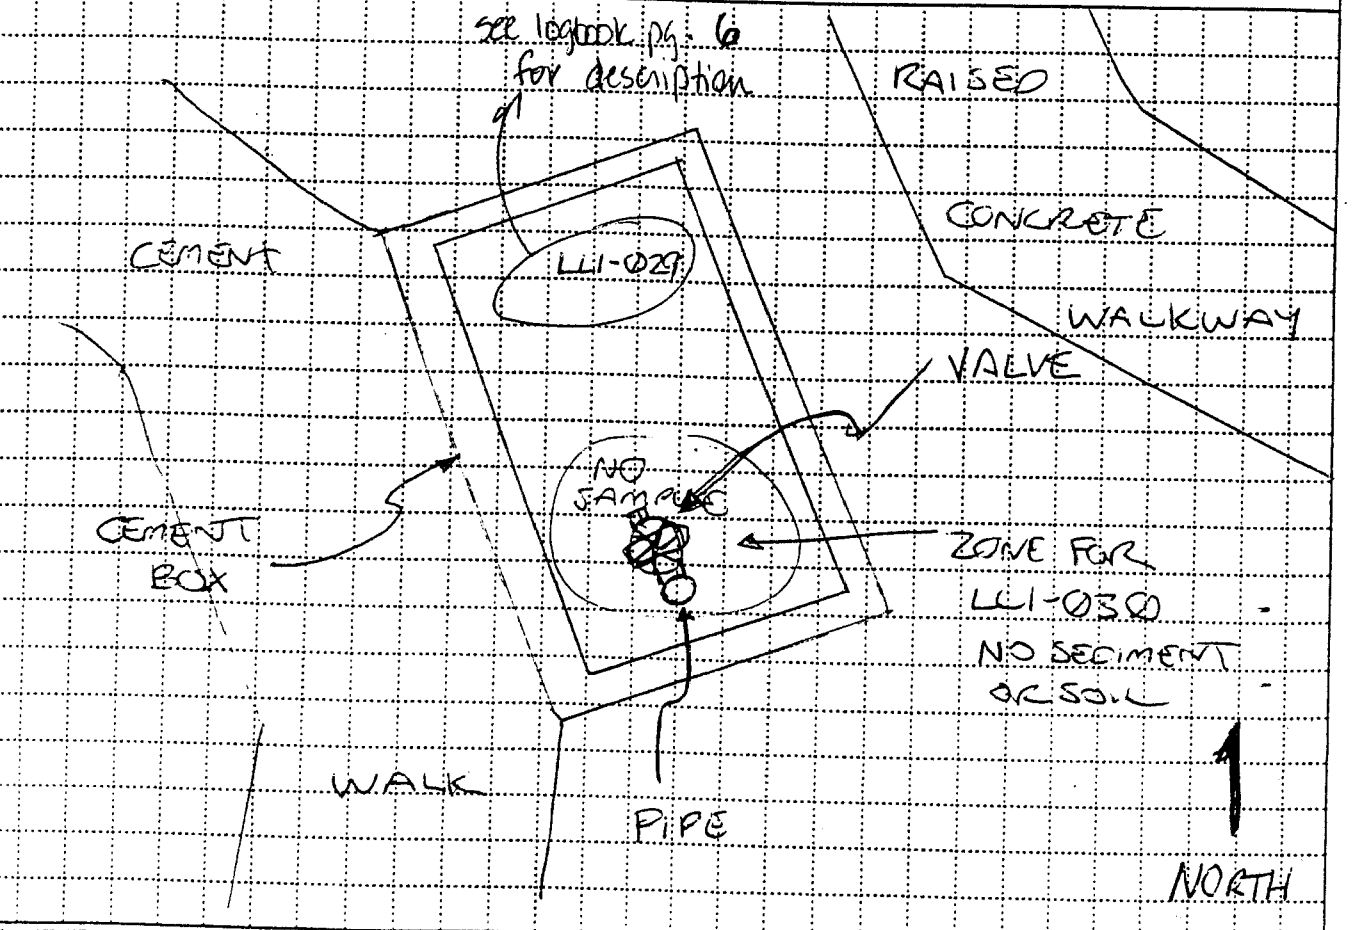 see logbook pg. 6
for description
RAISED
CONCRETE
WALKWAY
CEMENT
LLI-029
VALVE
NO
SAMPLE
CEMENT
BOX
ZONE FOR
LLI-030
NO SEDIMENT
OR SOIL
WALK
PIPE
NORTH